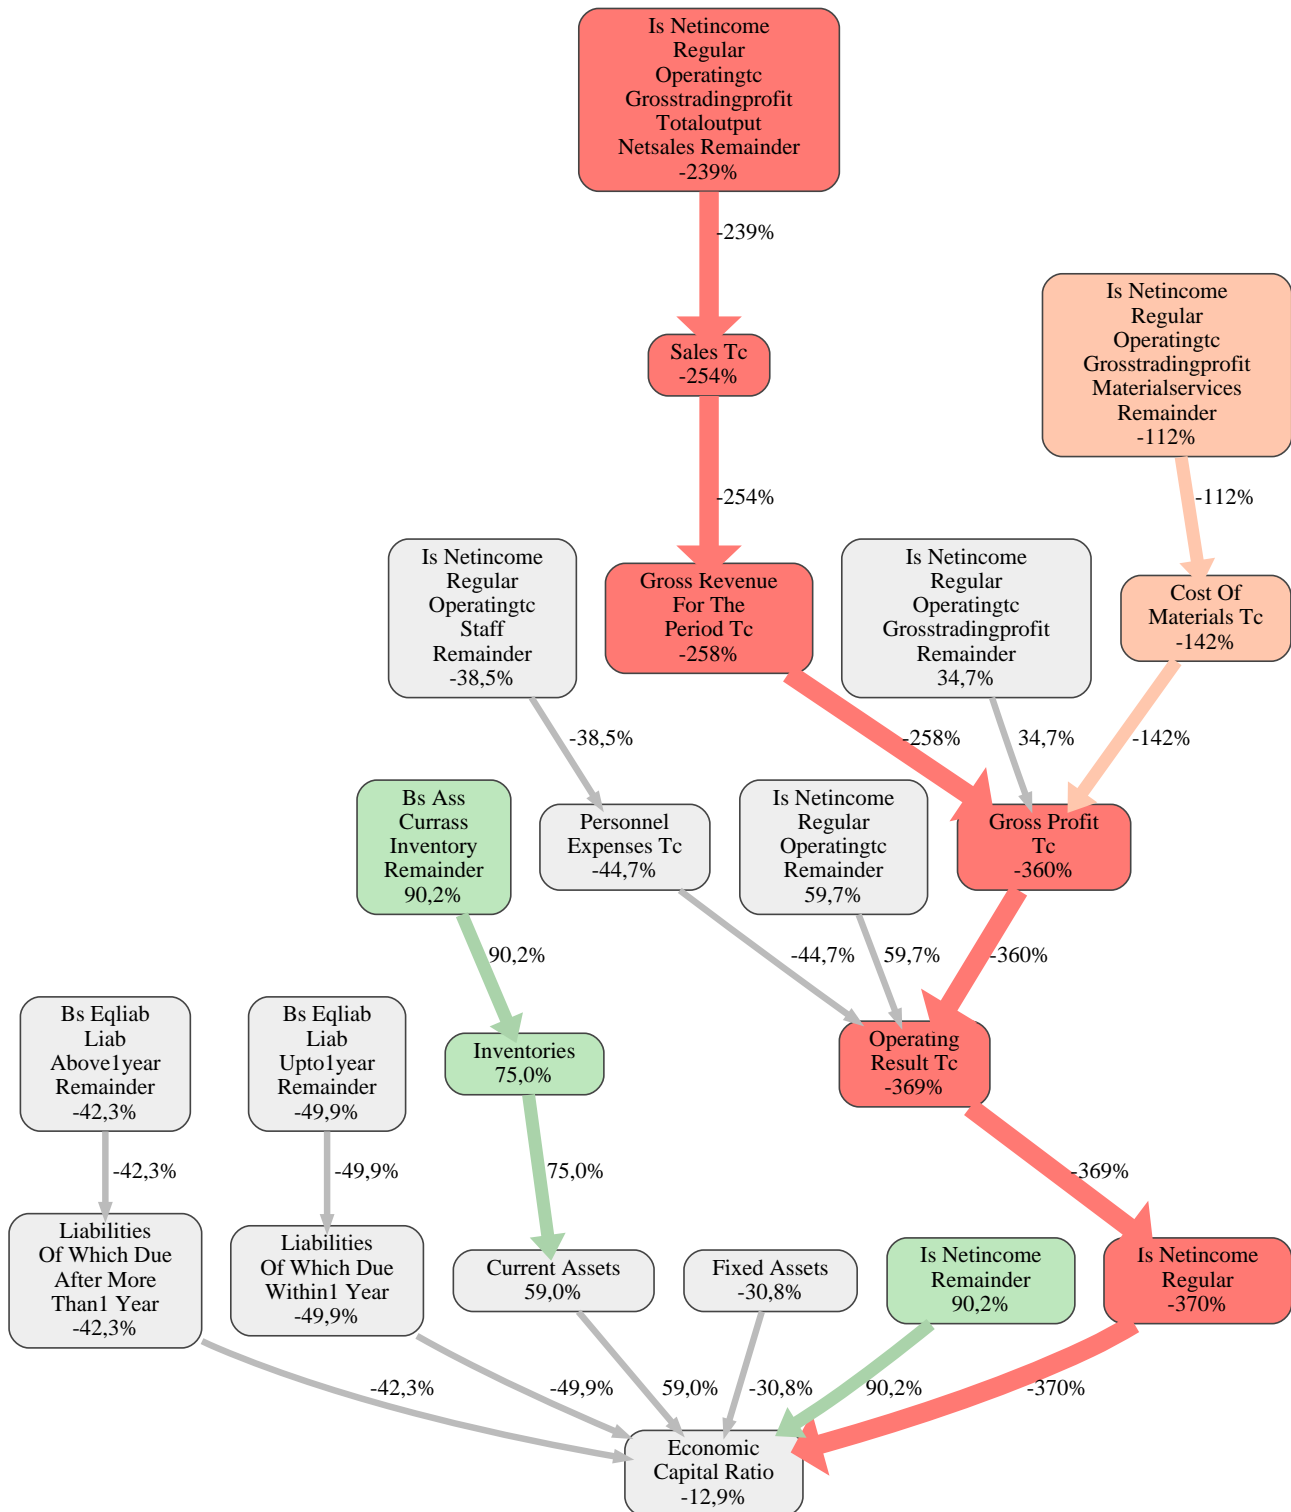 Is Netincome
Regular
Operatingtc
Grosstradingprofit
Totaloutput
Netsales Remainder
-239%
-239%
Is Netincome
Regular
Operatingtc
Grosstradingprofit
Materialservices
Remainder
-112%
Sales Tc
-254%
-254%
-112%
Is Netincome
Regular
Operatingtc
Staff
Remainder
-38,5%
Gross Revenue
For The
Period Tc
-258%
Is Netincome
Regular
Operatingtc
Grosstradingprofit
Remainder
34,7%
Cost Of
Materials Tc
-142%
-38,5%
-258%
34,7%
-142%
Bs Ass
Currass
Inventory
Remainder
90,2%
Personnel
Expenses Tc
-44,7%
Is Netincome
Regular
Operatingtc
Remainder
59,7%
Gross Profit
Tc
-360%
90,2%
-44,7%
59,7%
-360%
Bs Eqliab
Liab
Above1year
Remainder
-42,3%
Bs Eqliab
Liab
Upto1year
Remainder
-49,9%
Inventories
75,0%
Operating
Result Tc
-369%
-42,3%
-49,9%
75,0%
-369%
Liabilities
Of Which Due
After More
Than1 Year
-42,3%
Liabilities
Of Which Due
Within1 Year
-49,9%
Current Assets
59,0%
Fixed Assets
-30,8%
Is Netincome
Remainder
90,2%
Is Netincome
Regular
-370%
-42,3%
-49,9%
59,0%
-30,8%
90,2%
-370%
Economic
Capital Ratio
-12,9%